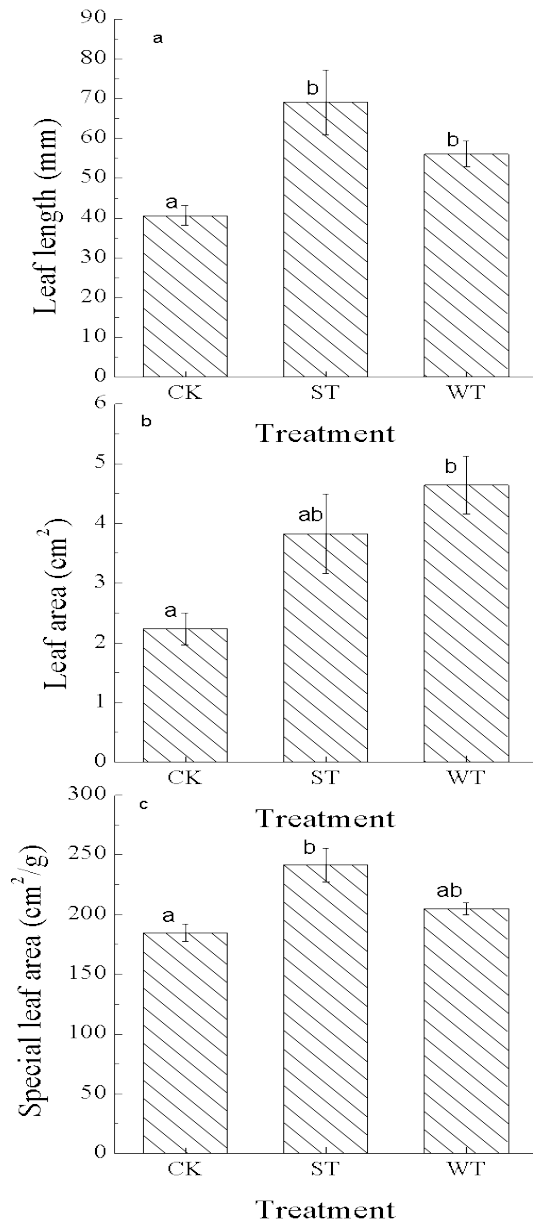 a
90
80
70
60
50
40
30
20
10
0
Leaf length (mm)
a
b
b
CK ST WT
Treatment
b
6
5
4
3
2
1
0
Leaf area (cm²)
a
ab
b
CK ST WT
Treatment
c
300
250
200
150
100
50
0
Special leaf area (cm²/g)
a
b
ab
CK ST WT
Treatment